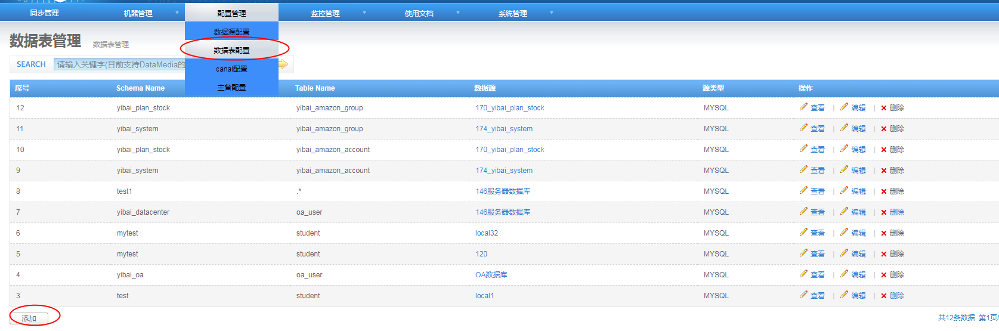 同步管理 机器管理 配置管理 监控管理 使用文档 系统管理
数据源配置
数据表配置
canal配置
主备配置
数据表管理 数据表管理
SEARCH 请输入关键字(目前支持DataMedia的
序号 Schema Name Table Name 数据源 源类型 操作
12 yibai_plan_stock yibai_amazon_group 170_yibai_plan_stock MYSQL 查看 | 编辑 | 删除
11 yibai_system yibai_amazon_group 174_yibai_system MYSQL 查看 | 编辑 | 删除
10 yibai_plan_stock yibai_amazon_account 170_yibai_plan_stock MYSQL 查看 | 编辑 | 删除
9 yibai_system yibai_amazon_account 174_yibai_system MYSQL 查看 | 编辑 | 删除
8 test1 .* 146服务器数据库 MYSQL 查看 | 编辑 | 删除
7 yibai_datacenter oa_user 146服务器数据库 MYSQL 查看 | 编辑 | 删除
6 mytest student local32 MYSQL 查看 | 编辑 | 删除
5 mytest student 120 MYSQL 查看 | 编辑 | 删除
4 yibai_oa oa_user OA数据库 MYSQL 查看 | 编辑 | 删除
3 test student local1 MYSQL 查看 | 编辑 | 删除
添加 共12条数据 第1页/